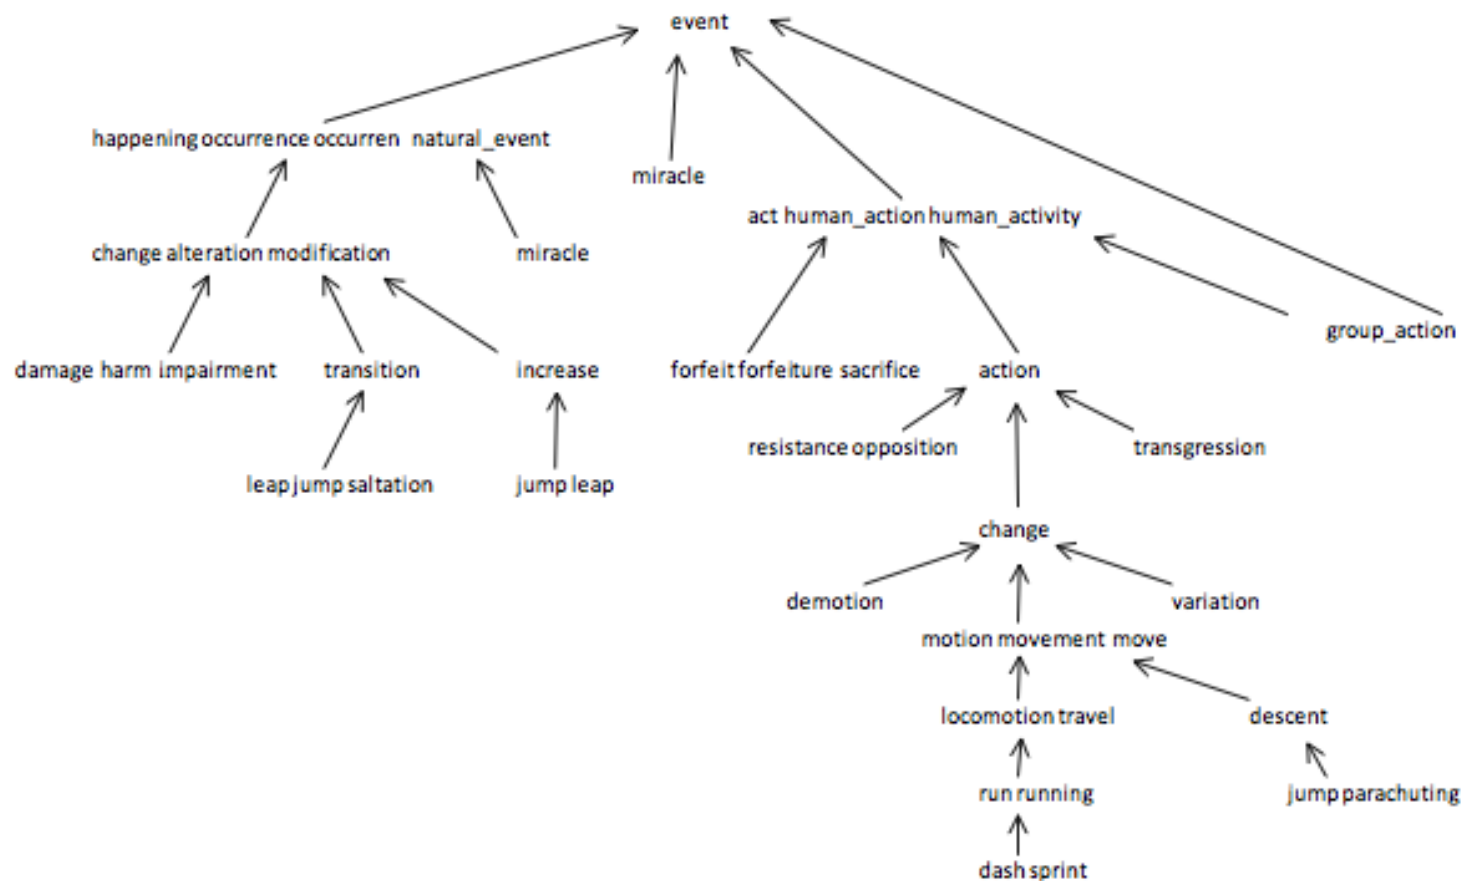 event
happening occurrence occurren natural_event
miracle
act human_action human_activity
change alteration modification
miracle
group_action
damage harm impairment
transition
increase
forfeit forfeiture sacrifice
action
resistance opposition
transgression
leap jump saltation
jump leap
change
demotion
variation
motion movement move
locomotion travel
descent
run running
jump parachuting
dash sprint